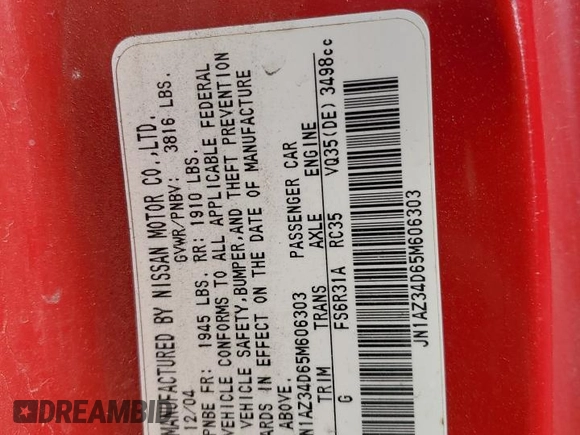 MANUFACTURED BY NISSAN MOTOR CO.,LTD.
12/04 GVWR/PNBV: 3816 LBS.
PNBE FR: 1945 LBS. RR: 1910 LBS.
VEHICLE CONFORMS TO ALL APPLICABLE FEDERAL
VEHICLE SAFETY,BUMPER,AND THEFT PREVENTION
ARDS IN EFFECT ON THE DATE OF MANUFACTURE
ABOVE.
N1AZ34D65M606303 PASSENGER CAR
TRIM TRANS AXLE ENGINE
G FS6R31A RC35 VQ35(DE) 3498cc
JN1AZ34D65M606303
DREAMBID